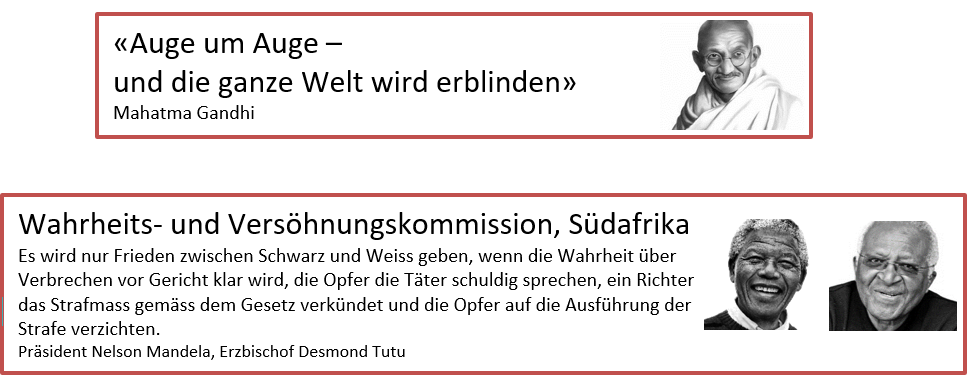 «Auge um Auge –
und die ganze Welt wird erblinden»
Mahatma Gandhi
Wahrheits- und Versöhnungskommission, Südafrika
Es wird nur Frieden zwischen Schwarz und Weiss geben, wenn die Wahrheit über
Verbrechen vor Gericht klar wird, die Opfer die Täter schuldig sprechen, ein Richter
das Strafmass gemäss dem Gesetz verkündet und die Opfer auf die Ausführung der
Strafe verzichten.
Präsident Nelson Mandela, Erzbischof Desmond Tutu